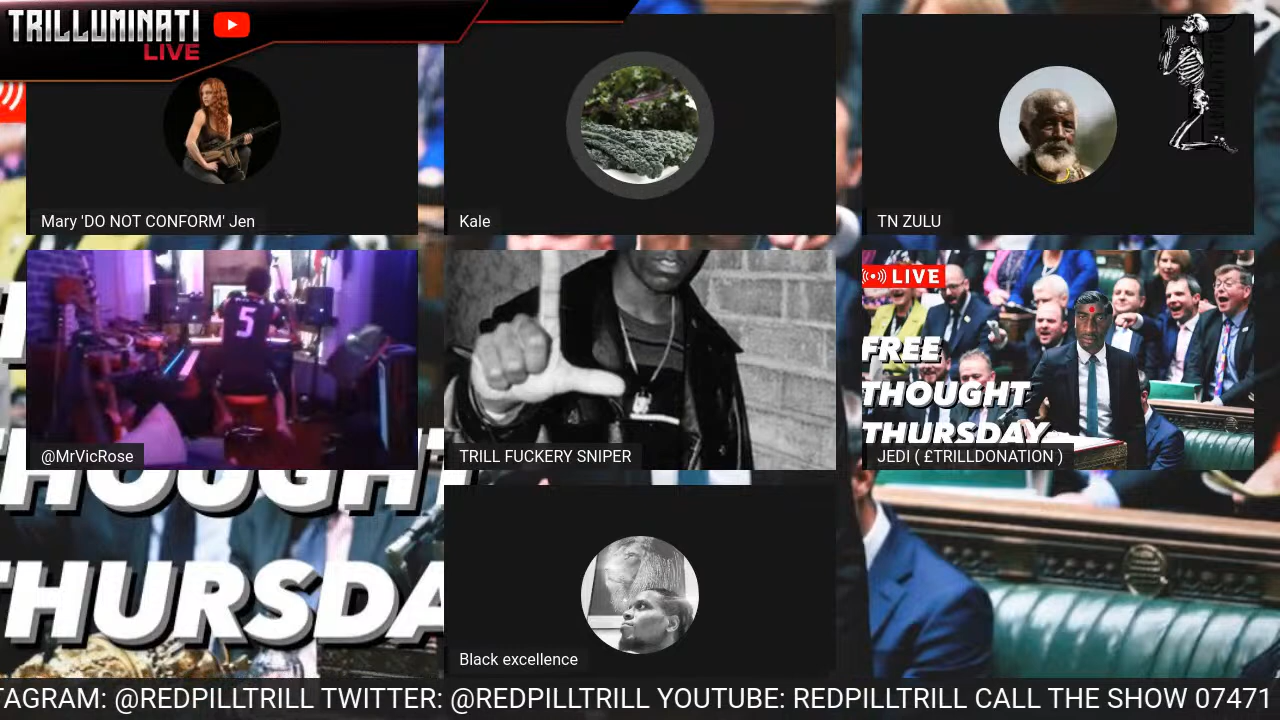 TRILLUMINATI
LIVE
Mary 'DO NOT CONFORM' Jen
Kale
TN ZULU
5
@MrVicRose
TRILL FUCKERY SNIPER
LIVE
FREE
THOUGHT
THURSDAY
JEDI ( £TRILLDONATION )
THOUGHT
THURSDA
Black excellence
TAGRAM: @REDPILLTRILL TWITTER: @REDPILLTRILL YOUTUBE: REDPILLTRILL CALL THE SHOW 07471